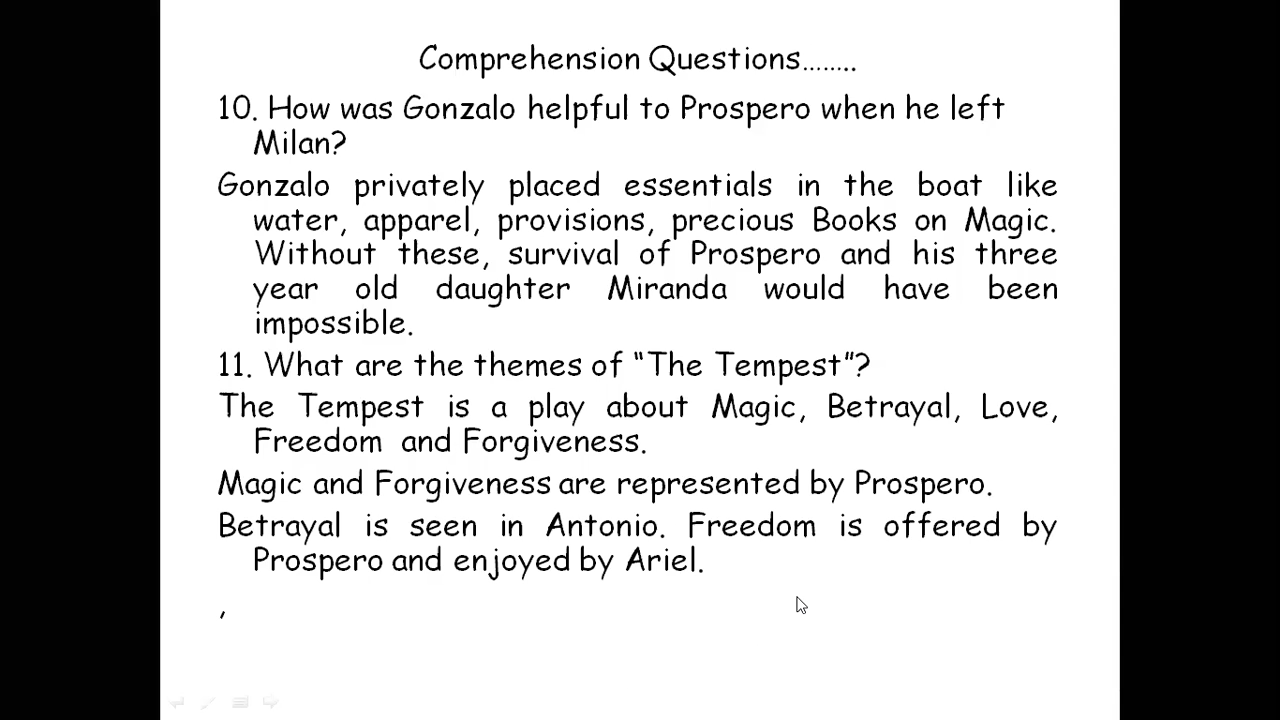 Comprehension Questions……..
10. How was Gonzalo helpful to Prospero when he left
Milan?
Gonzalo privately placed essentials in the boat like
water, apparel, provisions, precious Books on Magic.
Without these, survival of Prospero and his three
year old daughter Miranda would have been
impossible.
11. What are the themes of “The Tempest”?
The Tempest is a play about Magic, Betrayal, Love,
Freedom and Forgiveness.
Magic and Forgiveness are represented by Prospero.
Betrayal is seen in Antonio. Freedom is offered by
Prospero and enjoyed by Ariel.
,